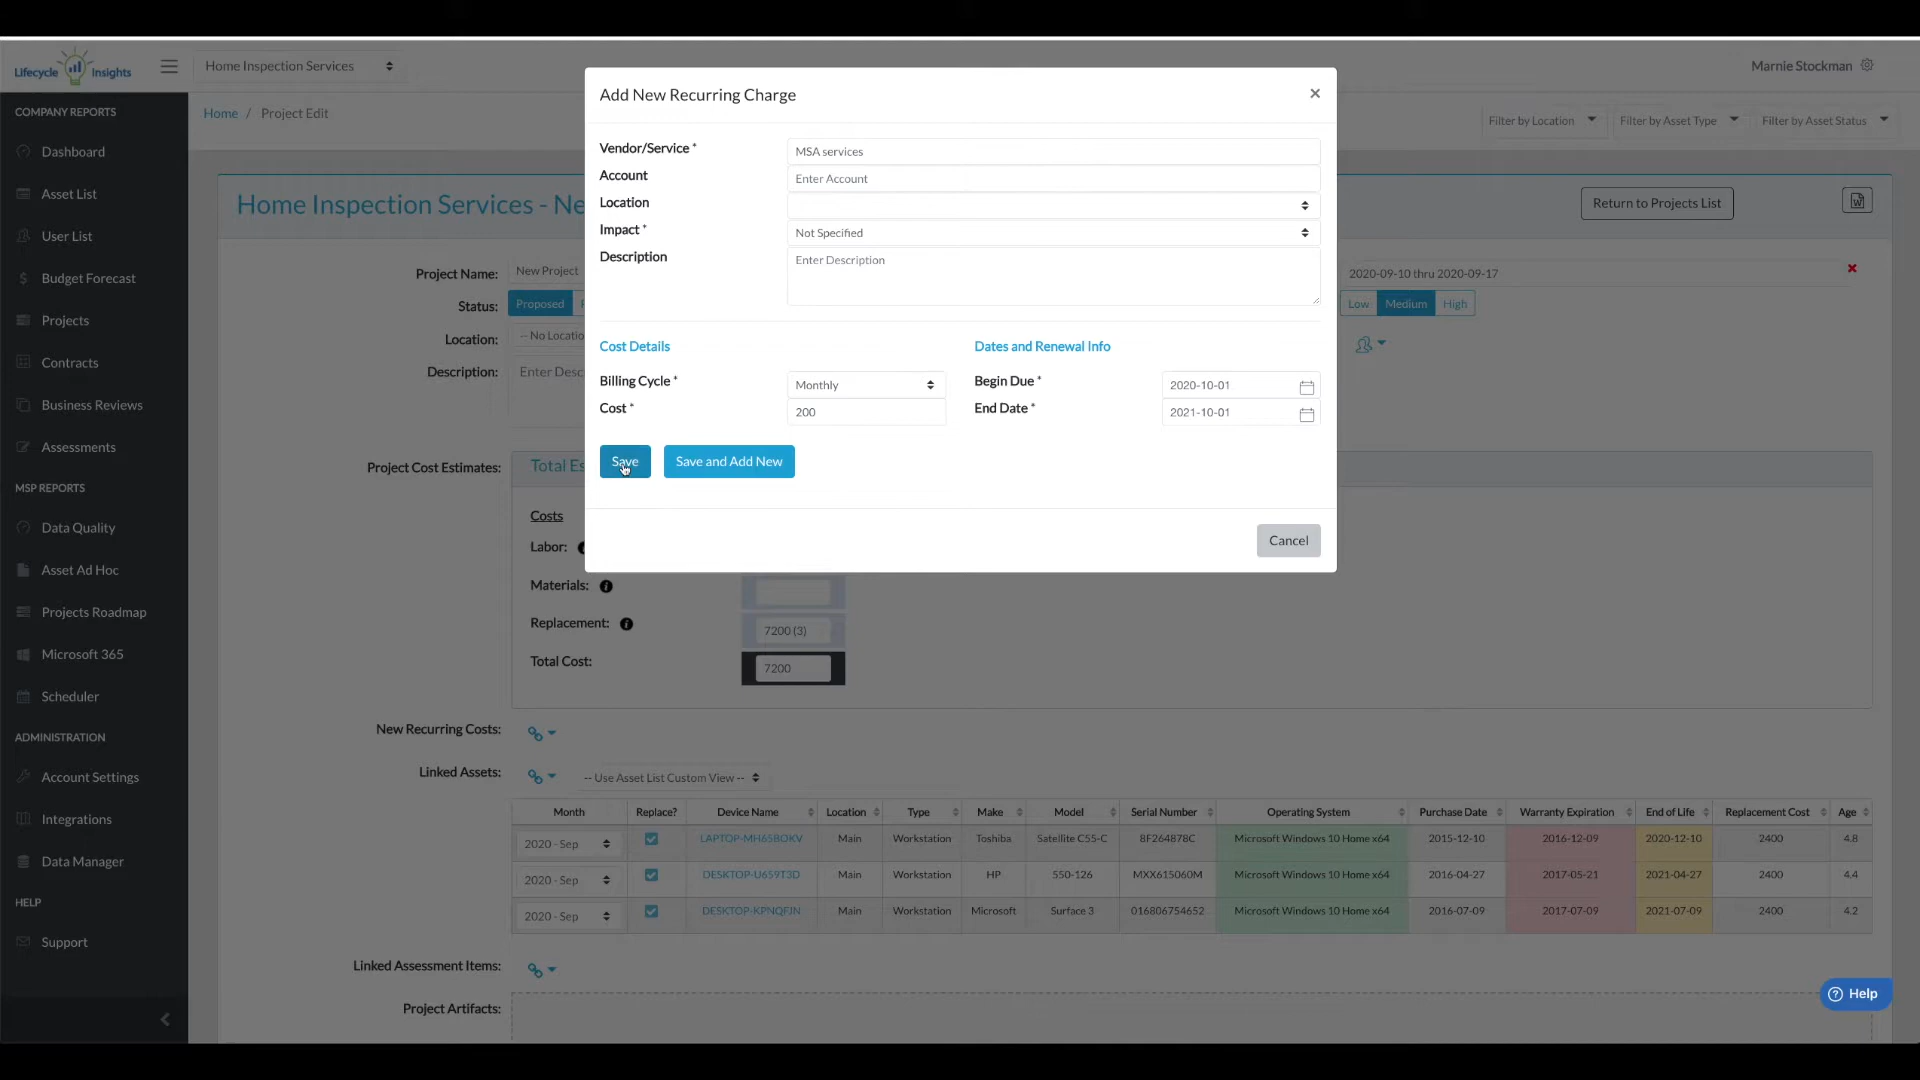 Lifecycle Insights
Home Inspection Services
Marnie Stockman
COMPANY REPORTS
Dashboard
Asset List
User List
Budget Forecast
Projects
Contracts
Business Reviews
Assessments
MSP REPORTS
Data Quality
Asset Ad Hoc
Projects Roadmap
Microsoft 365
Scheduler
ADMINISTRATION
Account Settings
Integrations
Data Manager
HELP
Support
Home / Project Edit
Filter by Location
Filter by Asset Type
Filter by Asset Status
Home Inspection Services - Ne
Return to Projects List
Project Name: New Project
2020-09-10 thru 2020-09-17
Status: Proposed
Low Medium High
Location: -- No Locatio
Description: Enter Desc
Add New Recurring Charge
×
Vendor/Service * MSA services
Account Enter Account
Location
Impact * Not Specified
Description Enter Description
Cost Details
Dates and Renewal Info
Billing Cycle * Monthly
Begin Due * 2020-10-01
Cost * 200
End Date * 2021-10-01
Save
Save and Add New
Cancel
Project Cost Estimates: Total Es
Costs
Labor:
Materials:
Replacement: 7200 (3)
Total Cost: 7200
New Recurring Costs:
Linked Assets: -- Use Asset List Custom View --
Month Replace? Device Name Location Type Make Model Serial Number Operating System Purchase Date Warranty Expiration End of Life Replacement Cost Age
2020 - Sep LAPTOP-MH65BOKV Main Workstation Toshiba Satellite C55-C 8F264878C Microsoft Windows 10 Home x64 2015-12-10 2016-12-09 2020-12-10 2400 4.8
2020 - Sep DESKTOP-U659T3D Main Workstation HP 550-126 MXX615060M Microsoft Windows 10 Home x64 2016-04-27 2017-05-21 2021-04-27 2400 4.4
2020 - Sep DESKTOP-KPNQFJN Main Workstation Microsoft Surface 3 016806754652 Microsoft Windows 10 Home x64 2016-07-09 2017-07-09 2021-07-09 2400 4.2
Linked Assessment Items:
Project Artifacts:
Help